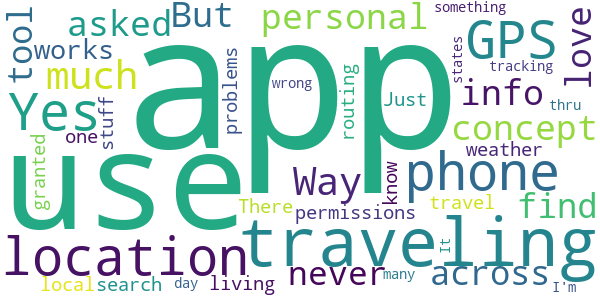 something
But
personal
asked
GPS
love
tool
works
app
states
tracking
much
problems
wrong
info
Yes
stuff
routing
Just
thru
one
concept
use
weather
phone
granted
Way
know
find
There
travel
permissions
location
traveling
It
never
across
local
search
day
living
many
I'm